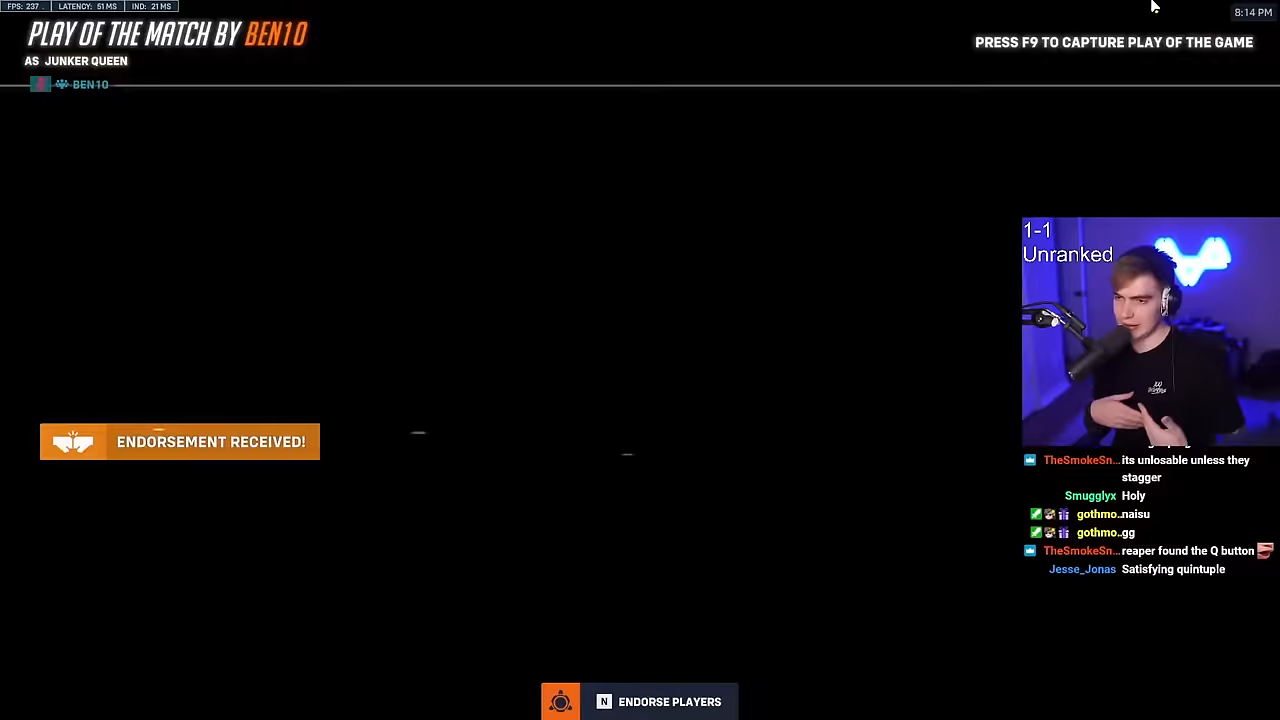 FPS: 237 . LATENCY: 51 MS IND: 21 MS
8:14 PM
PLAY OF THE MATCH BY BEN10
AS JUNKER QUEEN
PRESS F9 TO CAPTURE PLAY OF THE GAME
BEN10
1-1
Unranked
ENDORSEMENT RECEIVED!
TheSmokeSn... its unlosable unless they
stagger
Smugglyx Holy
gothmo.. naisu
gothmo.. gg
TheSmokeSn... reaper found the Q button
Jesse_Jonas Satisfying quintuple
N ENDORSE PLAYERS